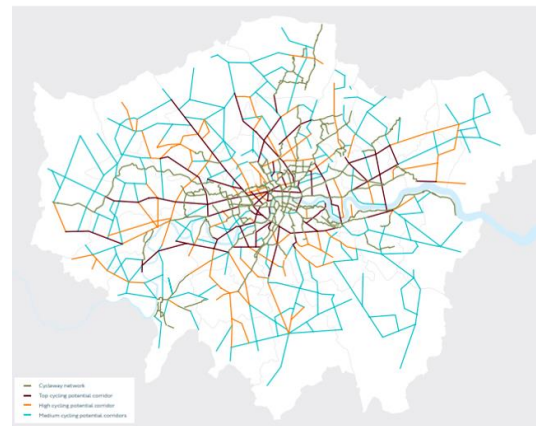 Cycleway network
Top cycling potential corridor
High cycling potential corridor
Medium cycling potential corridors